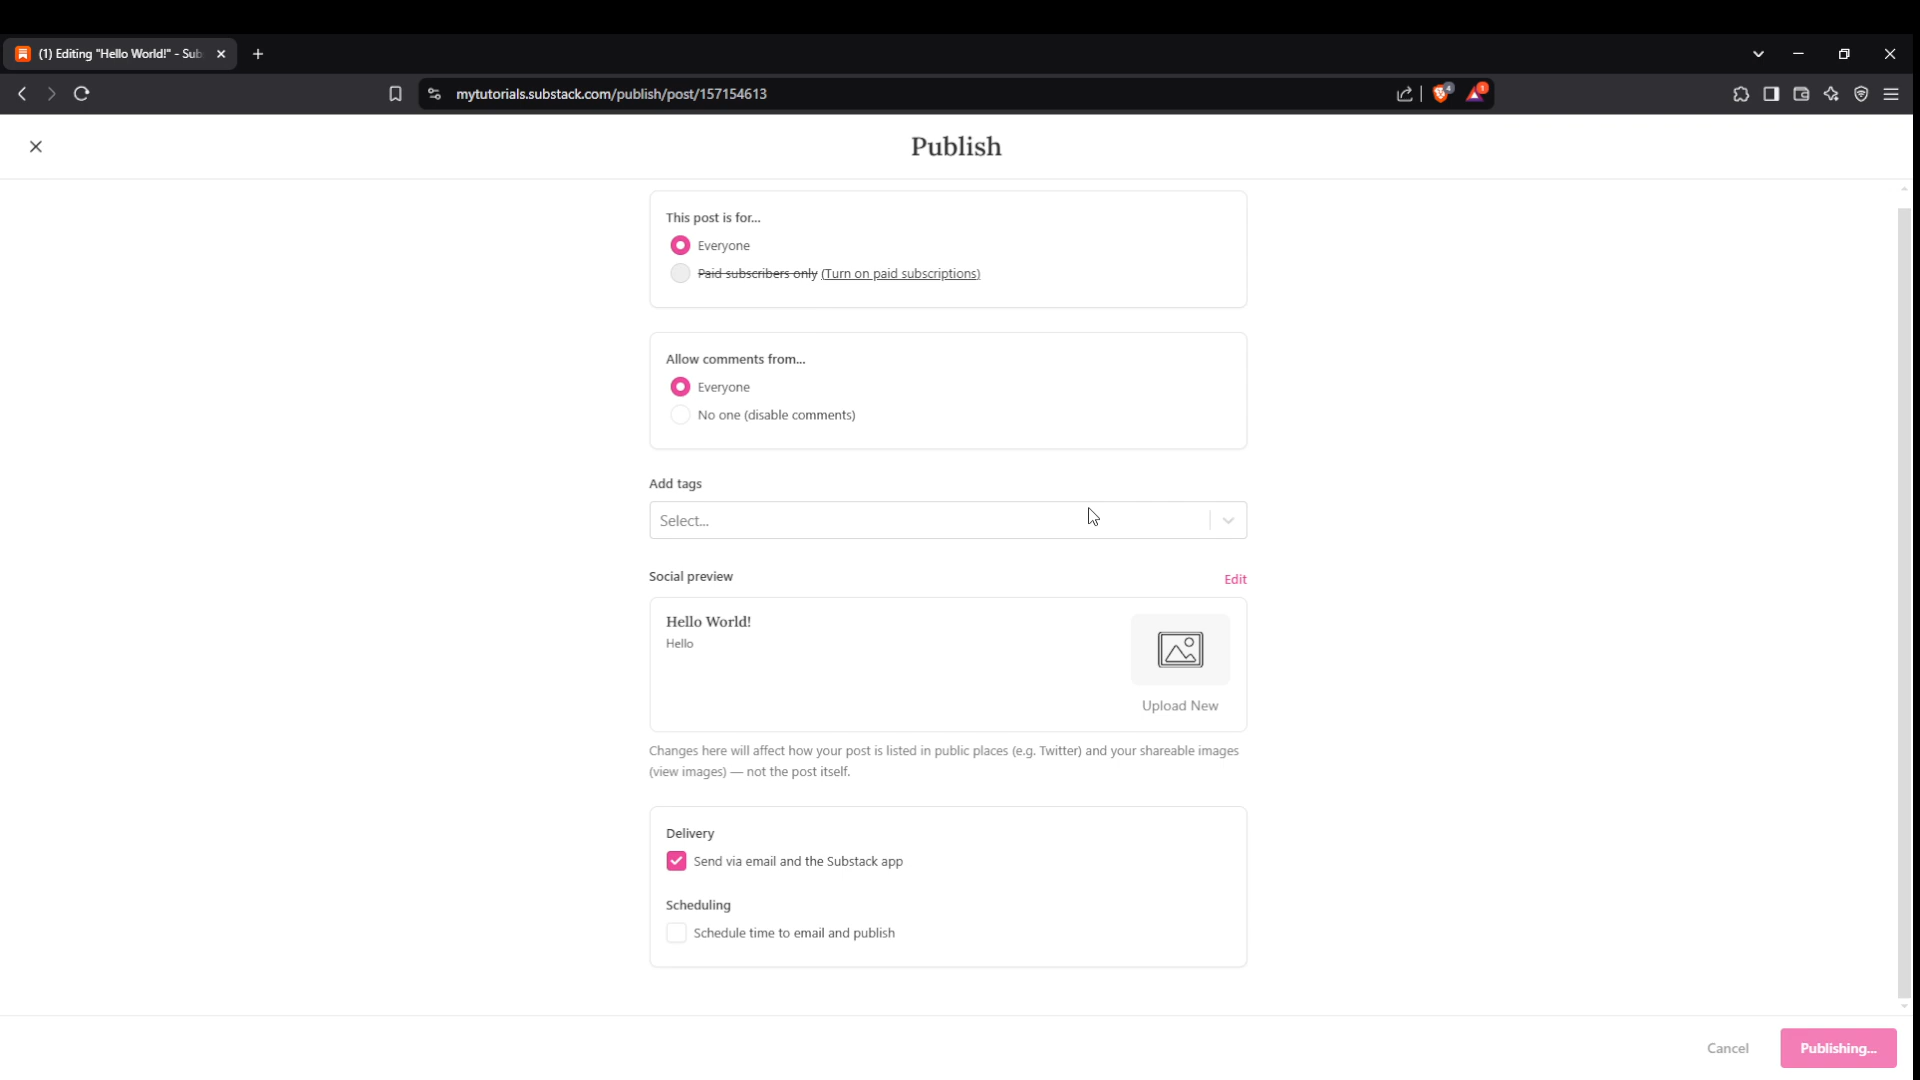 (1) Editing "Hello World!" - Sub
mytutorials.substack.com/publish/post/157154613
4
1
Publish
This post is for...
Everyone
Paid subscribers only (Turn on paid subscriptions)
Allow comments from...
Everyone
No one (disable comments)
Add tags
Select...
Social preview
Edit
Hello World!
Hello
Upload New
Changes here will affect how your post is listed in public places (e.g. Twitter) and your shareable images
(view images) — not the post itself.
Delivery
Send via email and the Substack app
Scheduling
Schedule time to email and publish
Cancel
Publishing...